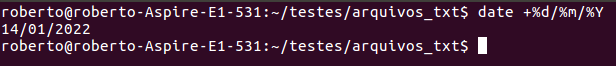 roberto@roberto-Aspire-E1-531:~/testes/arquivos_txt$ date +%d/%m/%Y
14/01/2022
roberto@roberto-Aspire-E1-531:~/testes/arquivos_txt$